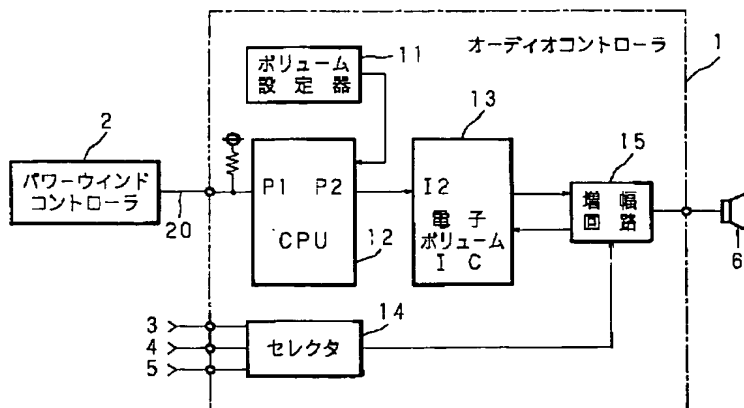 オーディオコントローラ
1
ボリューム
設定器
11
13
2
パワーウインド
コントローラ
20
P1 P2
CPU
12
I2
電子
ボリューム
I C
15
増幅
回路
6
3
4
5
セレクタ
14